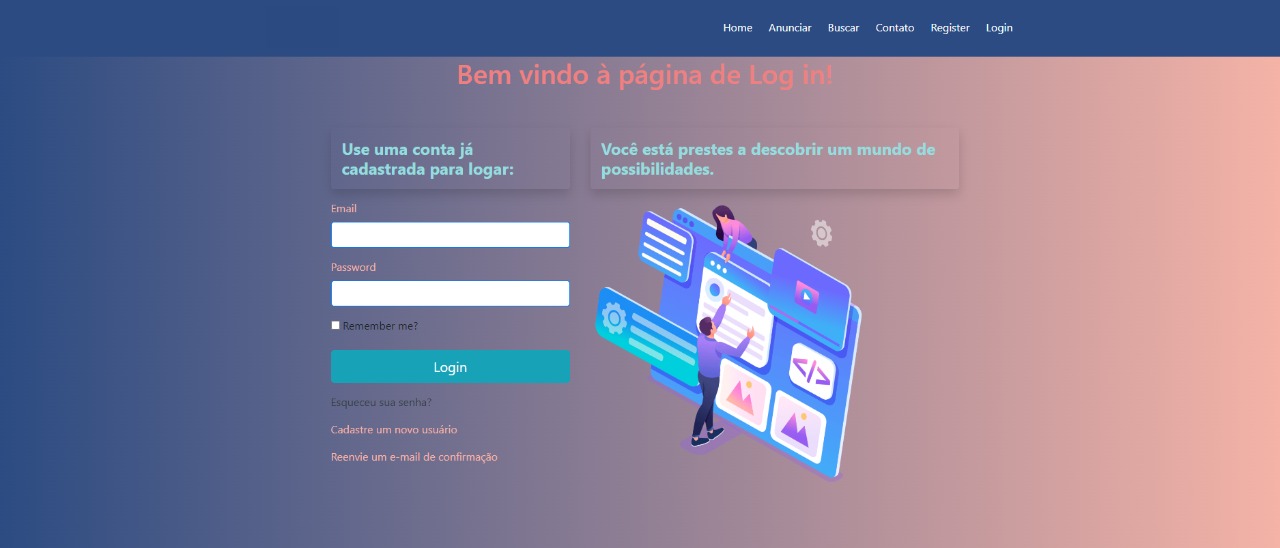 Home Anunciar Buscar Contato Register Login
Bem vindo à página de Log in!
Use uma conta já
cadastrada para logar:
Você está prestes a descobrir um mundo de
possibilidades.
Email
Password
Remember me?
Login
Esqueceu sua senha?
Cadastre um novo usuário
Reenvie um e-mail de confirmação